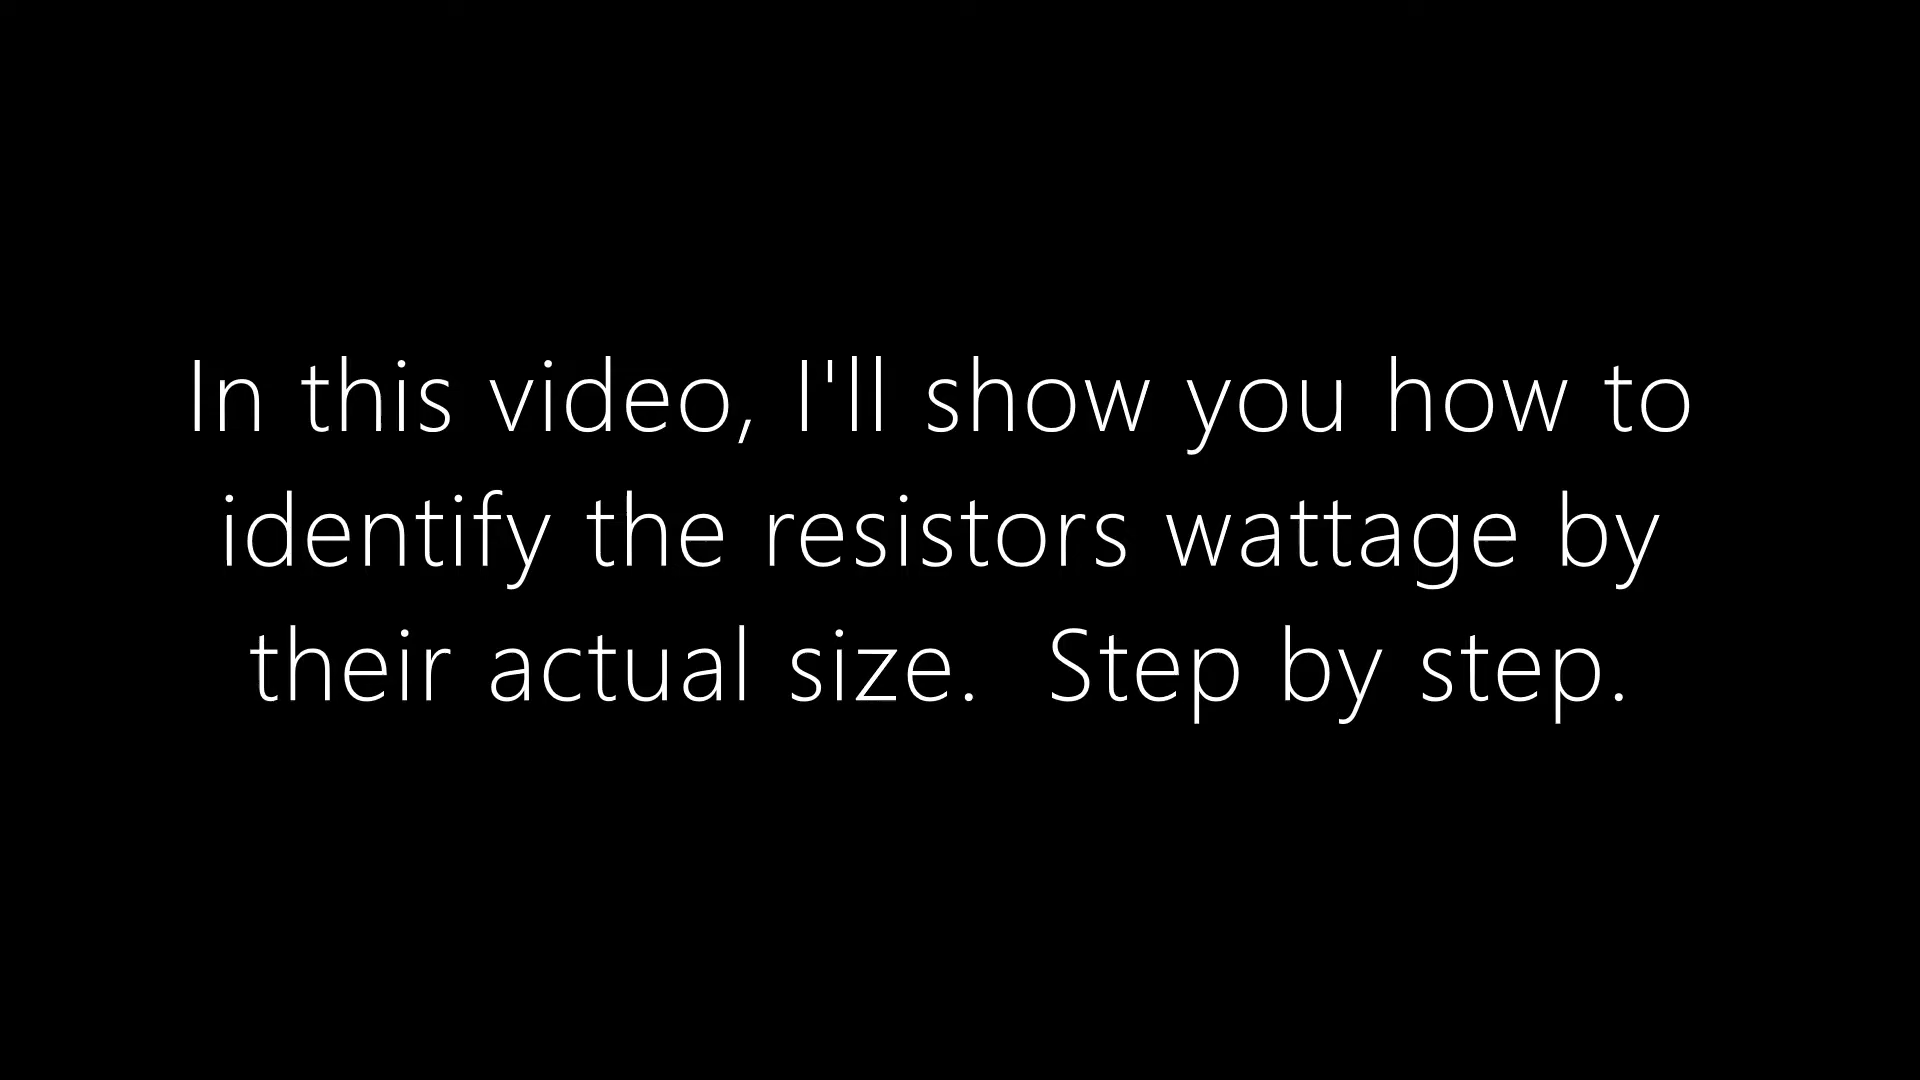 In this video, I'll show you how to
identify the resistors wattage by
their actual size.  Step by step.